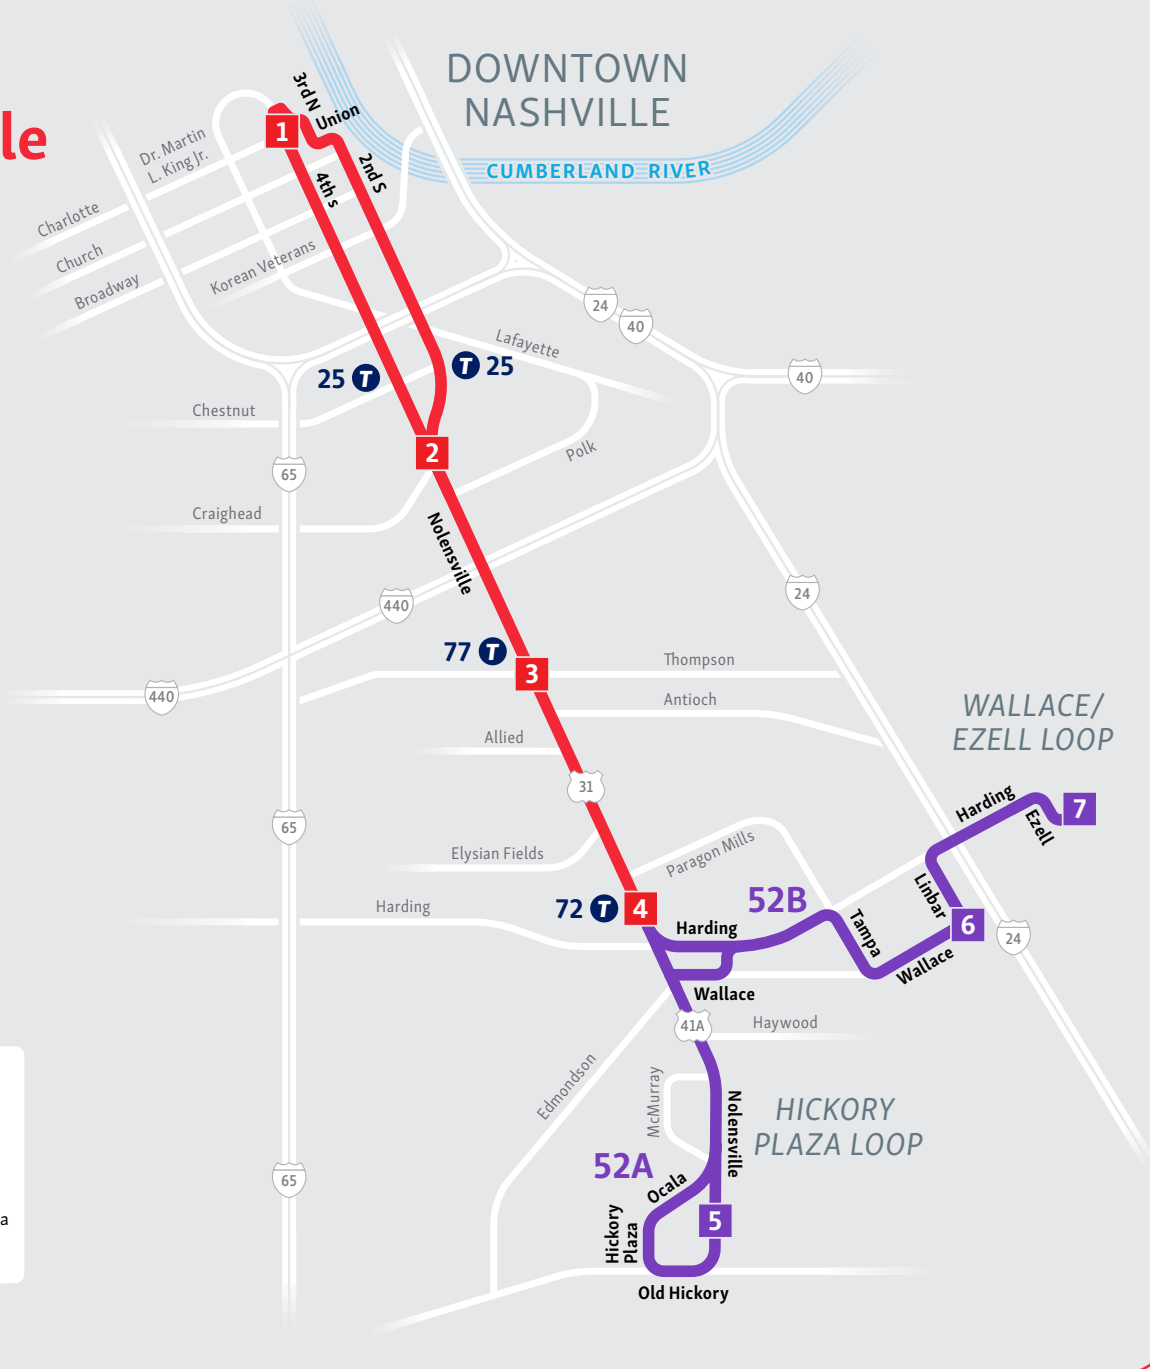 DOWNTOWN
NASHVILLE
le
3rd N
Union
1
Dr. Martin
L. King Jr.
2nd S
CUMBERLAND RIVER
4th s
Charlotte
Church
Korean Veterans
Broadway
24
40
Lafayette
25 T
T 25
40
Chestnut
2
Polk
65
Craighead
Nolensville
24
440
77 T
3
Thompson
440
Antioch
WALLACE/
EZELL LOOP
Allied
31
Harding
7
Ezell
65
Elysian Fields
Paragon Mills
Linbar
52B
72 T
4
Harding
Harding
Tampa
6
24
Wallace
Wallace
41A
Haywood
Edmondson
McMurray
Nolensville
HICKORY
PLAZA LOOP
52A
65
Ocala
Hickory
Plaza
5
a
Old Hickory